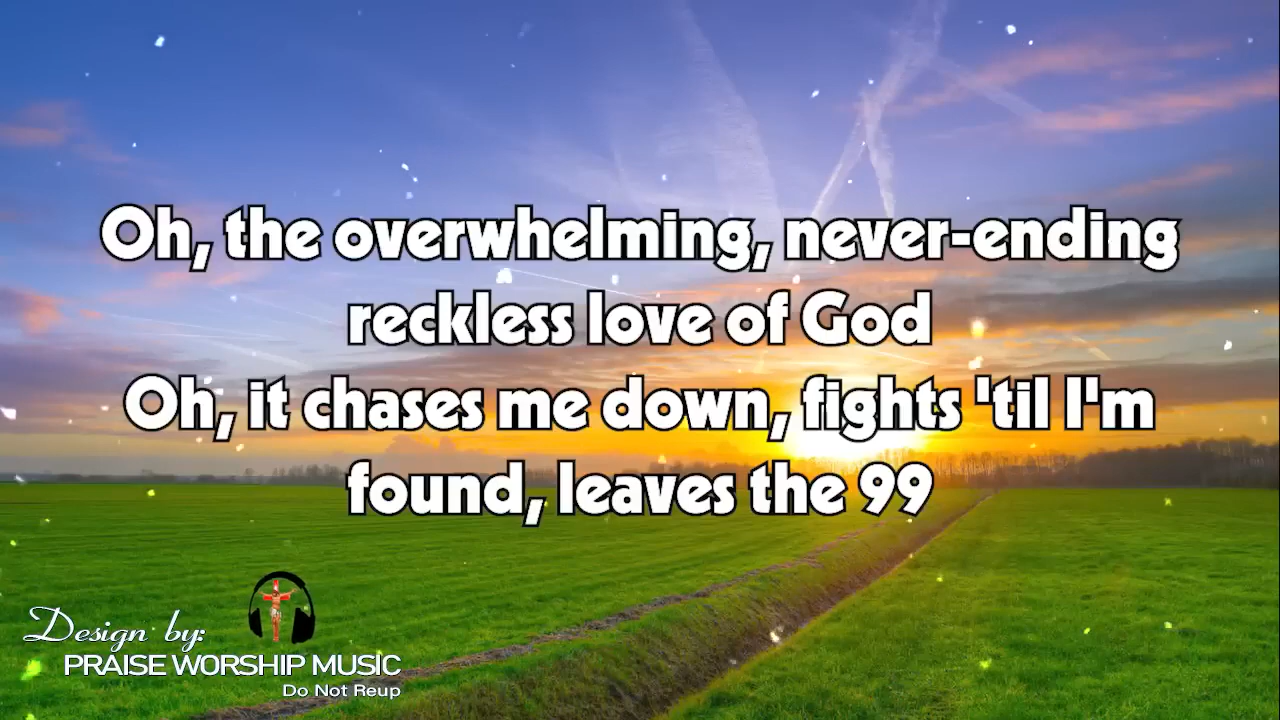 Oh, the overwhelming, never-ending
reckless love of God
Oh, it chases me down, fights 'til I'm
found, leaves the 99
Design by:
PRAISE WORSHIP MUSIC
Do Not Reup